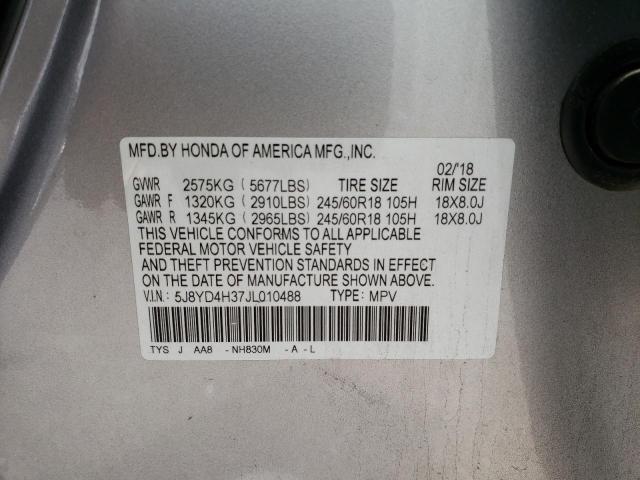 MFD.BY HONDA OF AMERICA MFG.,INC.
02/'18
GVWR 2575KG ( 5677LBS) TIRE SIZE RIM SIZE
GAWR F 1320KG ( 2910LBS) 245/60R18 105H 18X8.0J
GAWR R 1345KG ( 2965LBS) 245/60R18 105H 18X8.0J
THIS VEHICLE CONFORMS TO ALL APPLICABLE
FEDERAL MOTOR VEHICLE SAFETY
AND THEFT PREVENTION STANDARDS IN EFFECT
ON THE DATE OF MANUFACTURE SHOWN ABOVE.
V.I.N: 5J8YD4H37JL010488 TYPE: MPV
TYS J AA8 - NH830M - A - L